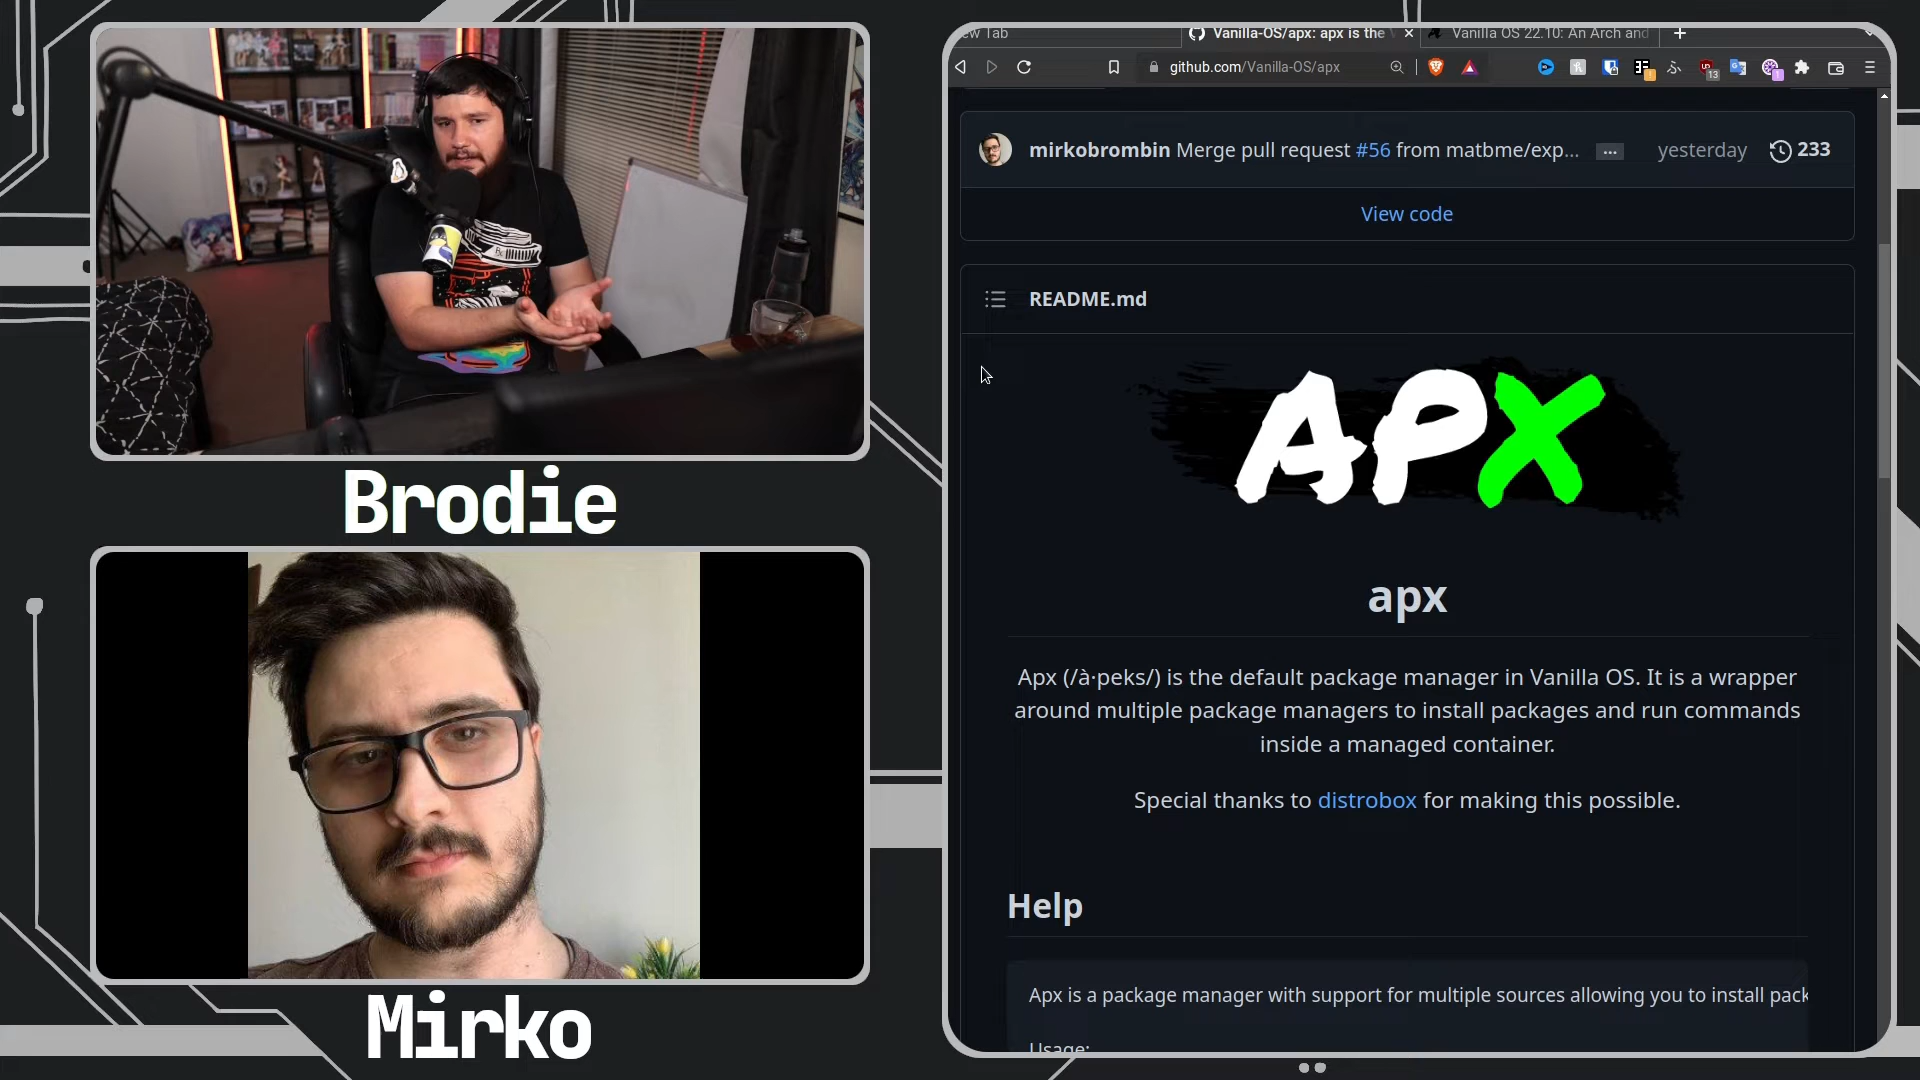 Brodie
Mirko
ew Tab
Vanilla-OS/apx: apx is the
Vanilla OS 22.10: An Arch and
github.com/Vanilla-OS/apx
13
mirkobrombin Merge pull request #56 from matbme/exp... ... yesterday 233
View code
README.md
APX
apx
Apx (/à·peks/) is the default package manager in Vanilla OS. It is a wrapper
around multiple package managers to install packages and run commands
inside a managed container.
Special thanks to distrobox for making this possible.
Help
Apx is a package manager with support for multiple sources allowing you to install pack
Usage: